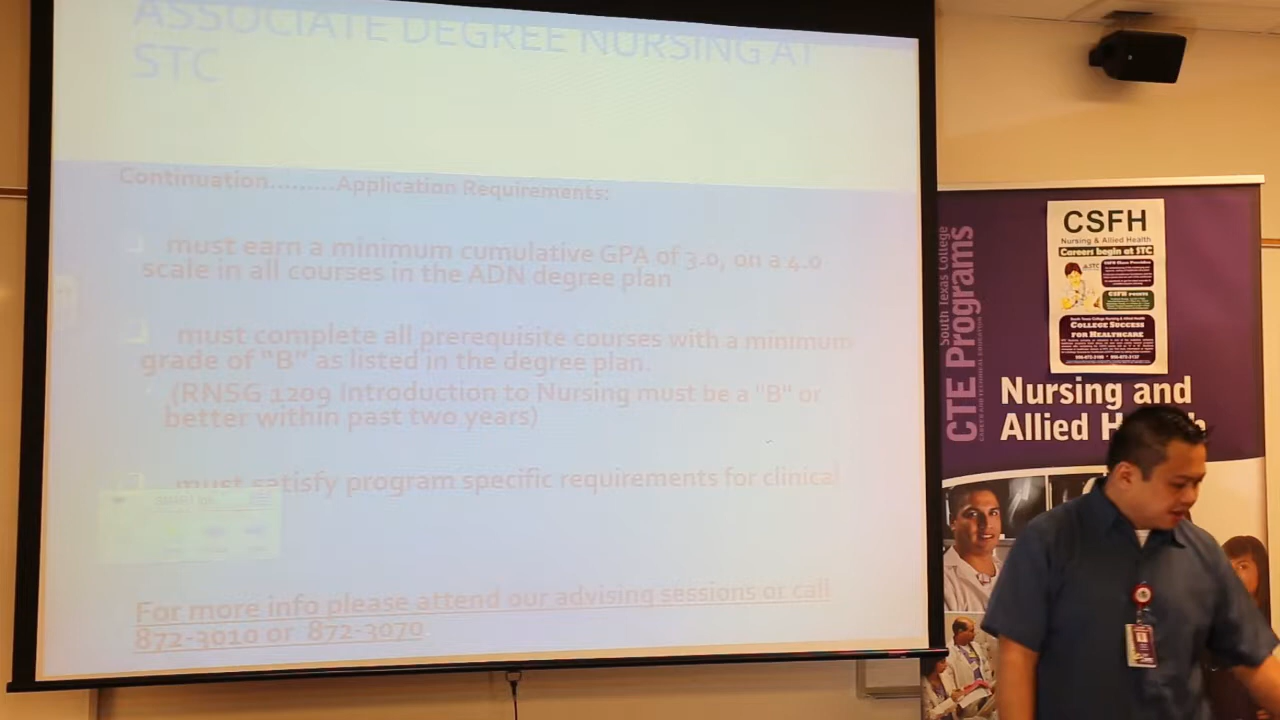 ASSOCIATE DEGREE NURSING AT
STC
Continuation.........Application Requirements:
must earn a minimum cumulative GPA of 3.0, on a 4.0
scale in all courses in the ADN degree plan
must complete all prerequisite courses with a minimum
grade of "B" as listed in the degree plan.
(RNSG 1209 Introduction to Nursing must be a "B" or
better within past two years)
must satisfy program specific requirements for clinical
For more info please attend our advising sessions or call
872-3010 or 872-3070
South Texas College
CTE Programs
CSFH
Nursing & Allied Health
Careers begin at STC
COLLEGE SUCCESS
FOR HEALTHCARE
Nursing and
Allied H